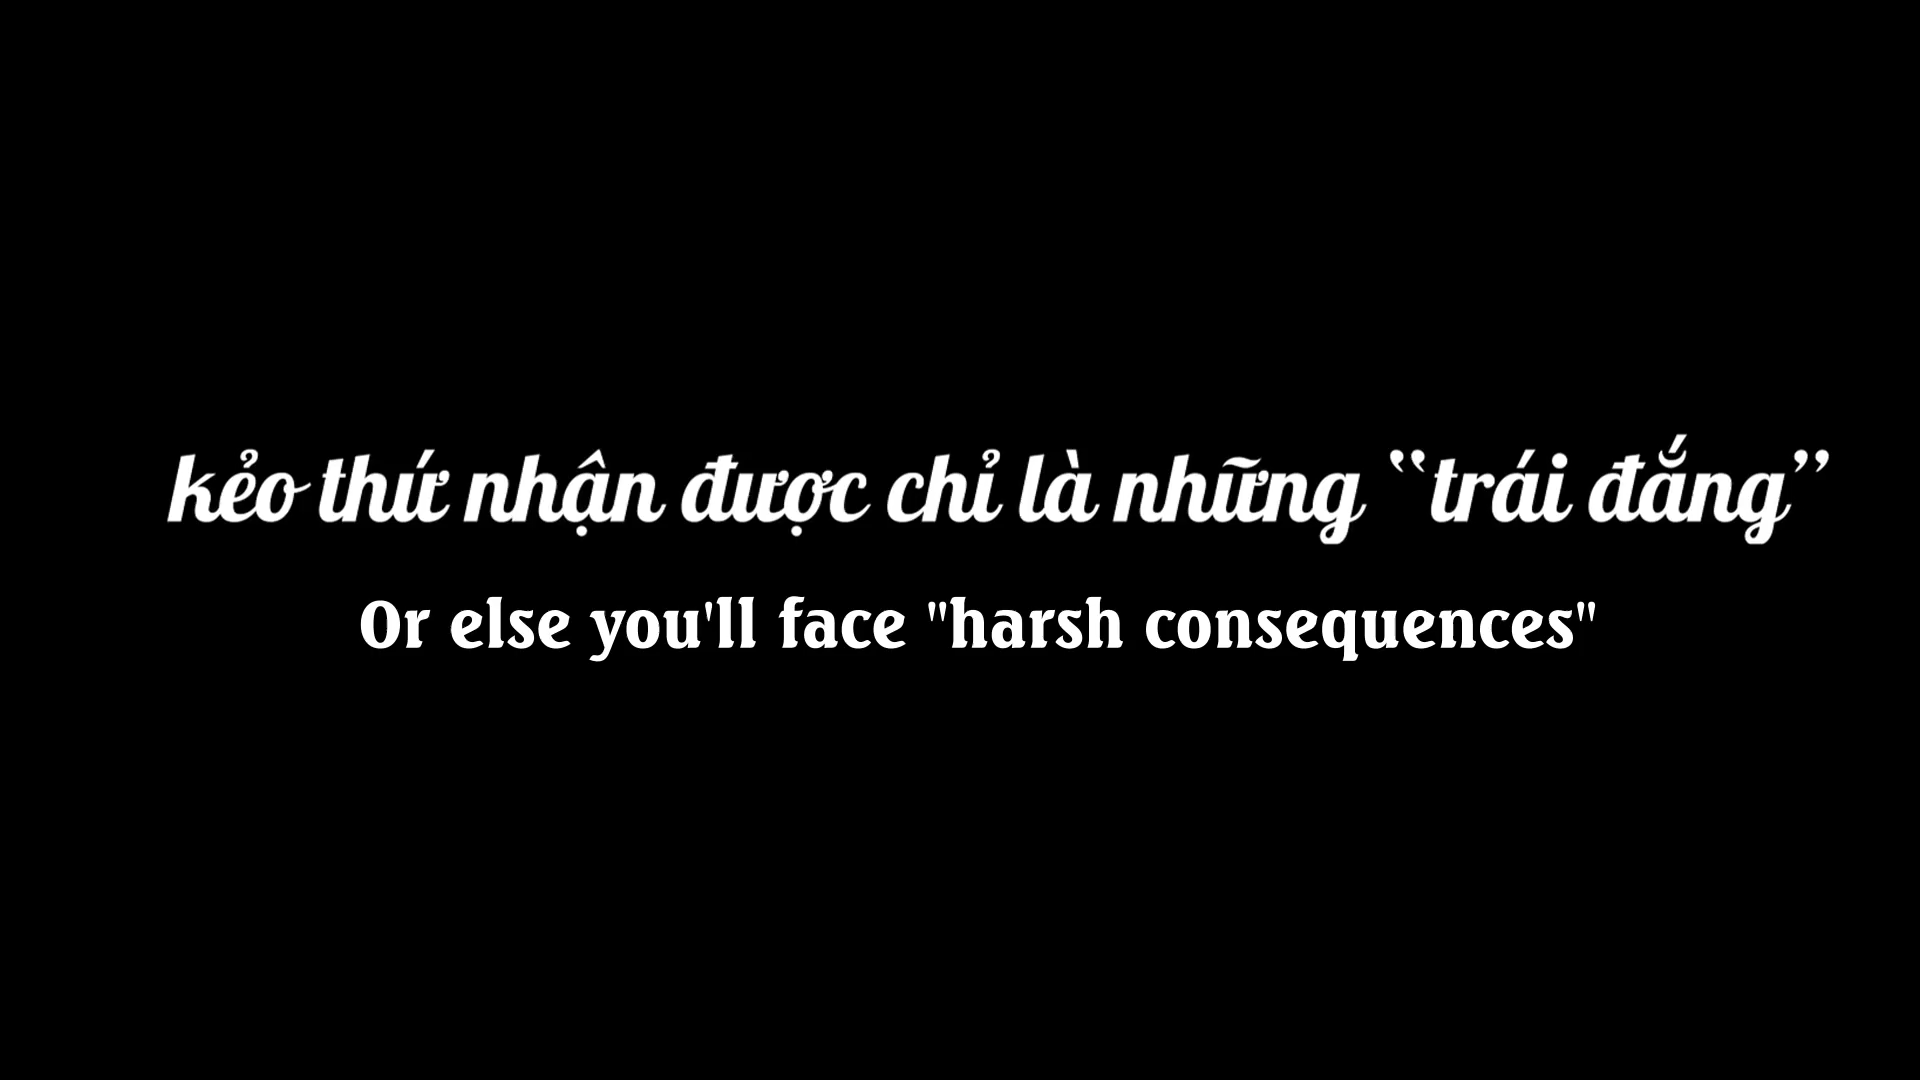 kẻo thứ nhận được chỉ là những “trái đắng”
Or else you'll face "harsh consequences"